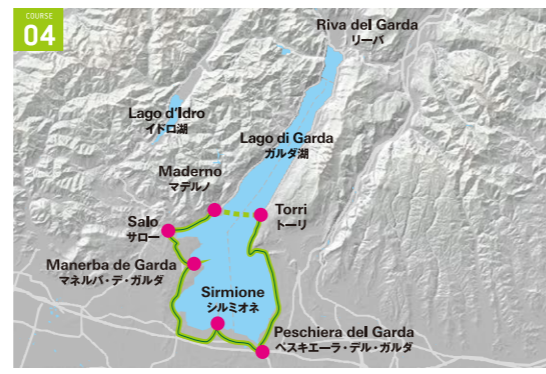 COURSE
04
Riva del Garda
リーバ
Lago d'Idro
イドロ湖
Lago di Garda
ガルダ湖
Maderno
マデルノ
Torri
トーリ
Salo
サロー
Manerba de Garda
マネルバ・デ・ガルダ
Sirmione
シルミオネ
Peschiera del Garda
ペスキエーラ・デル・ガルダ